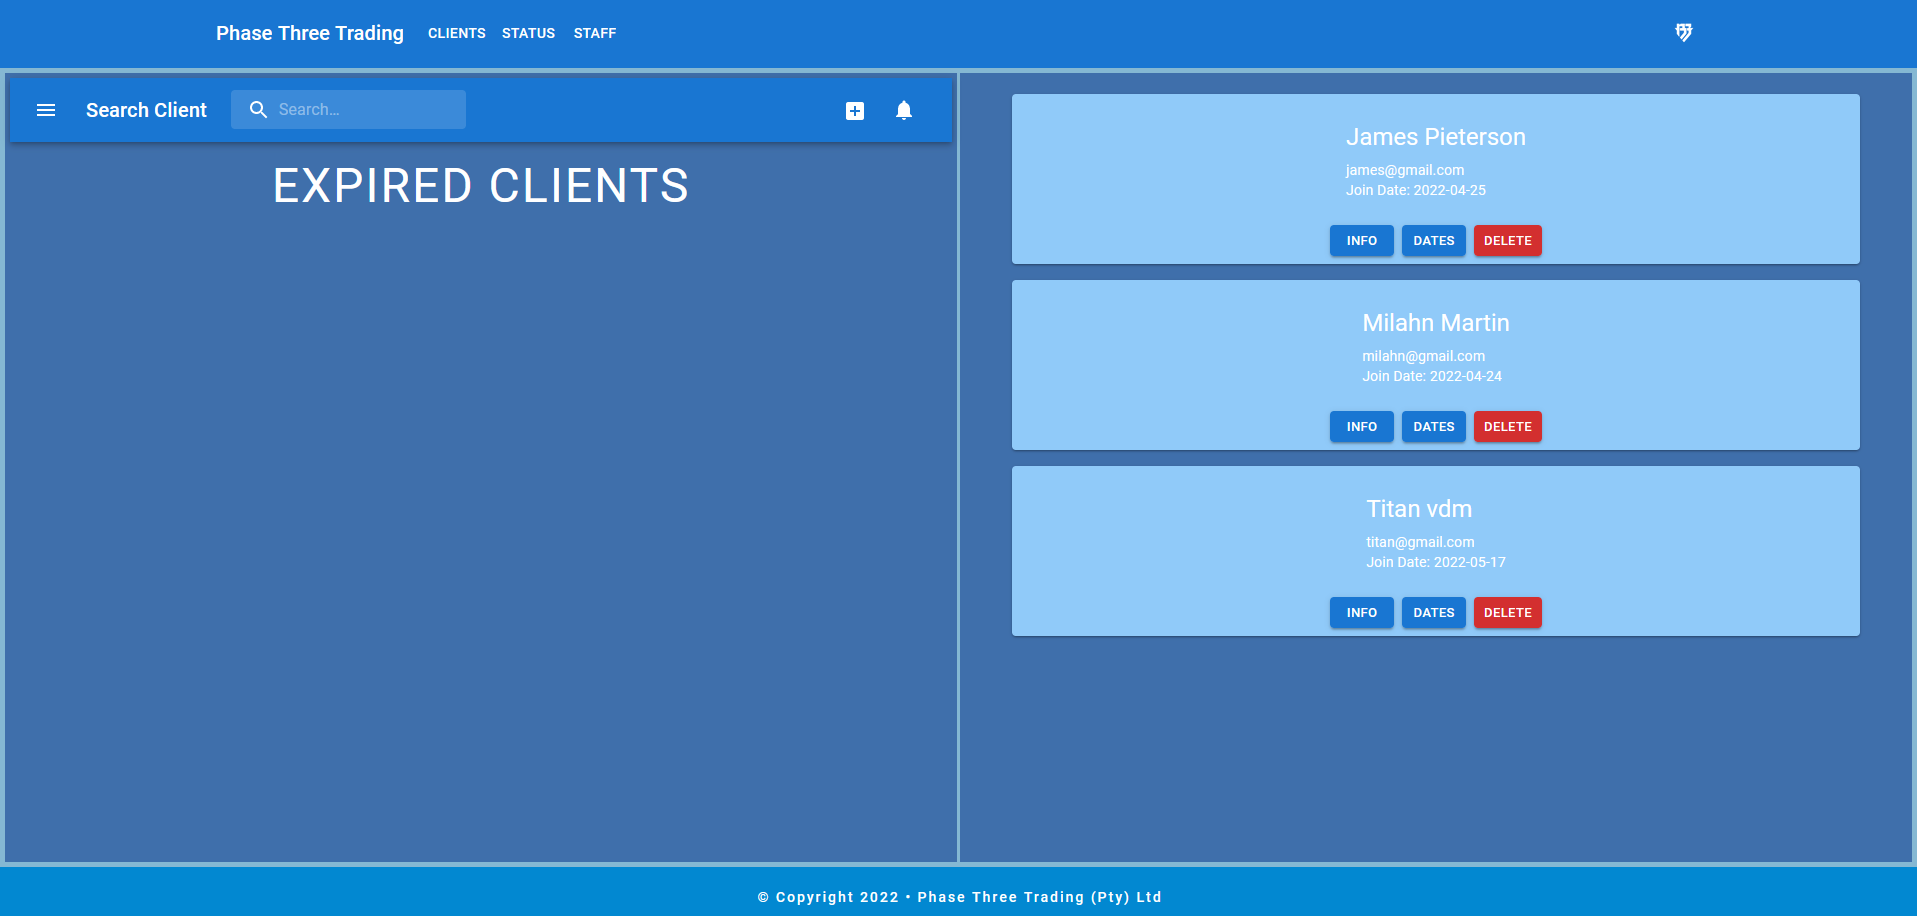 Phase Three Trading CLIENTS STATUS STAFF
Search Client Search...
EXPIRED CLIENTS
James Pieterson
james@gmail.com
Join Date: 2022-04-25
INFO DATES DELETE
Milahn Martin
milahn@gmail.com
Join Date: 2022-04-24
INFO DATES DELETE
Titan vdm
titan@gmail.com
Join Date: 2022-05-17
INFO DATES DELETE
© Copyright 2022 • Phase Three Trading (Pty) Ltd